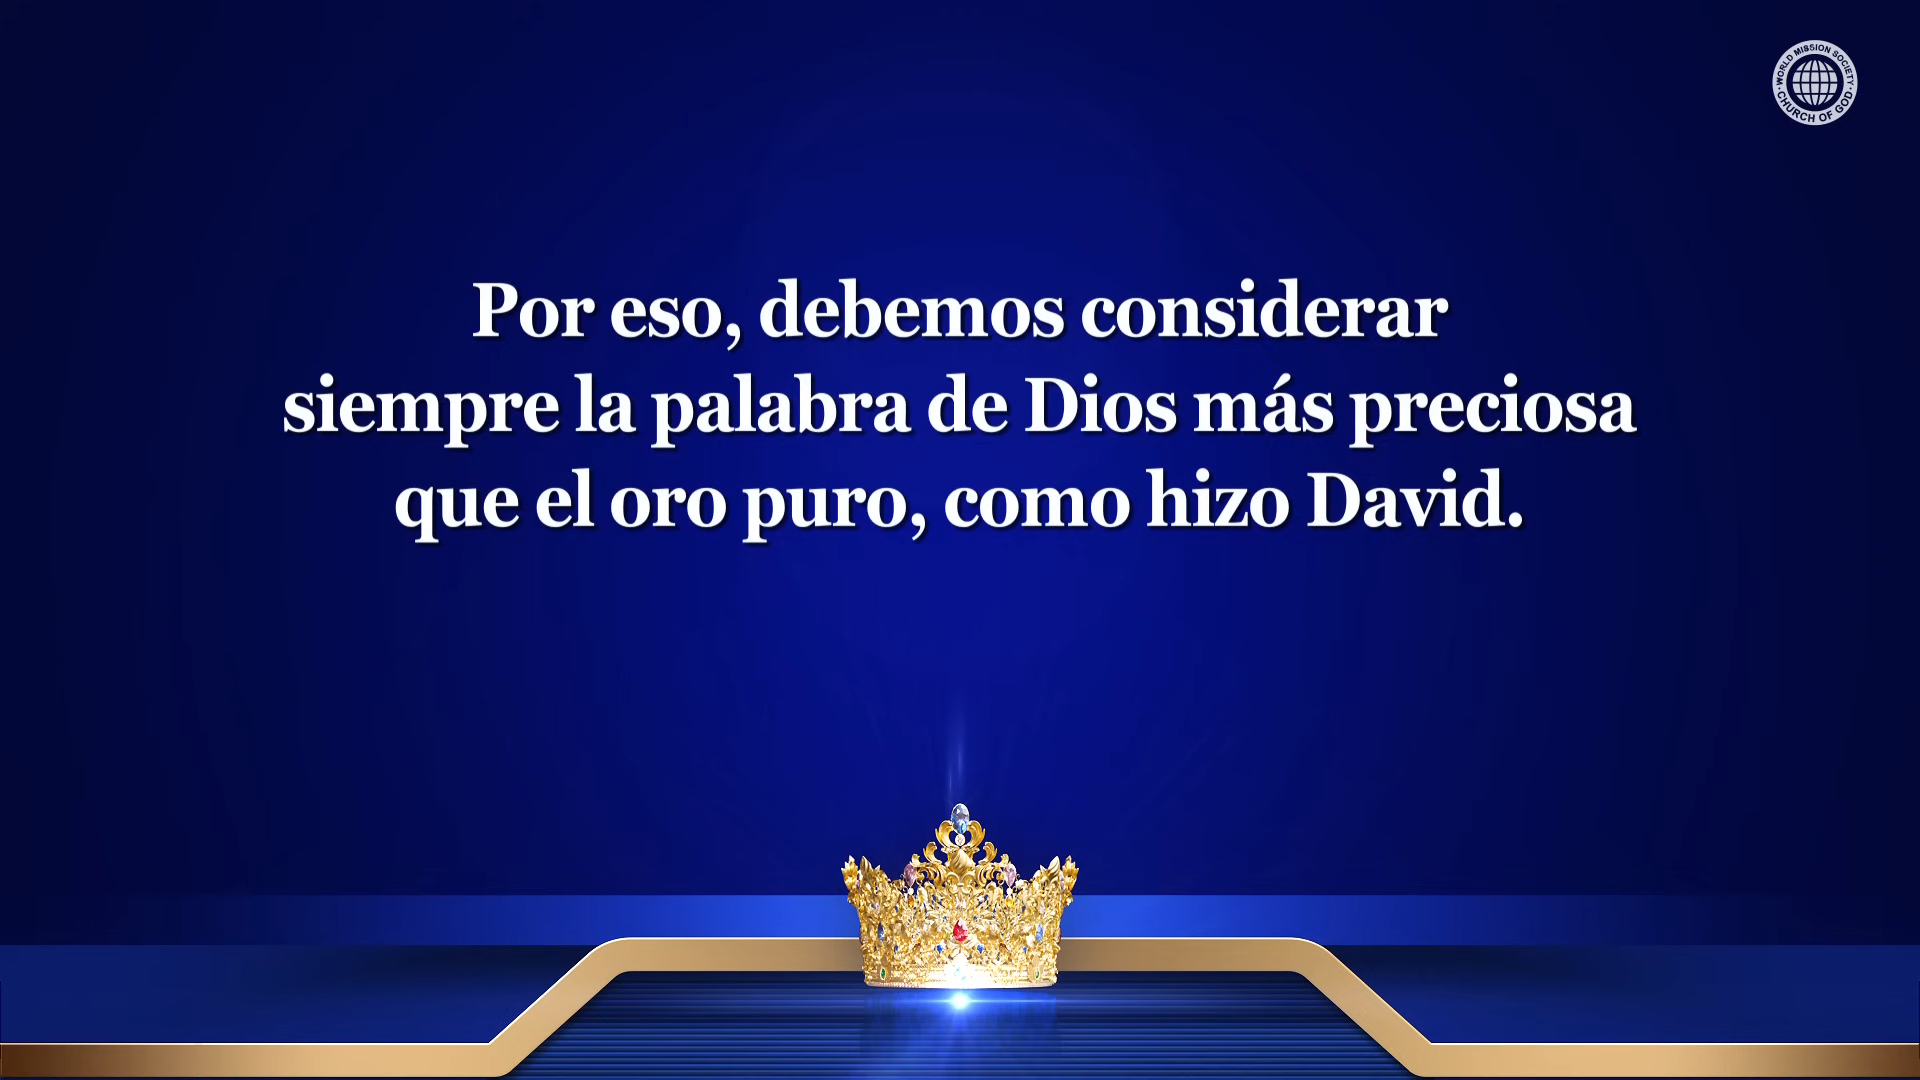 WORLD MISSION SOCIETY
CHURCH OF GOD
Por eso, debemos considerar
siempre la palabra de Dios más preciosa
que el oro puro, como hizo David.